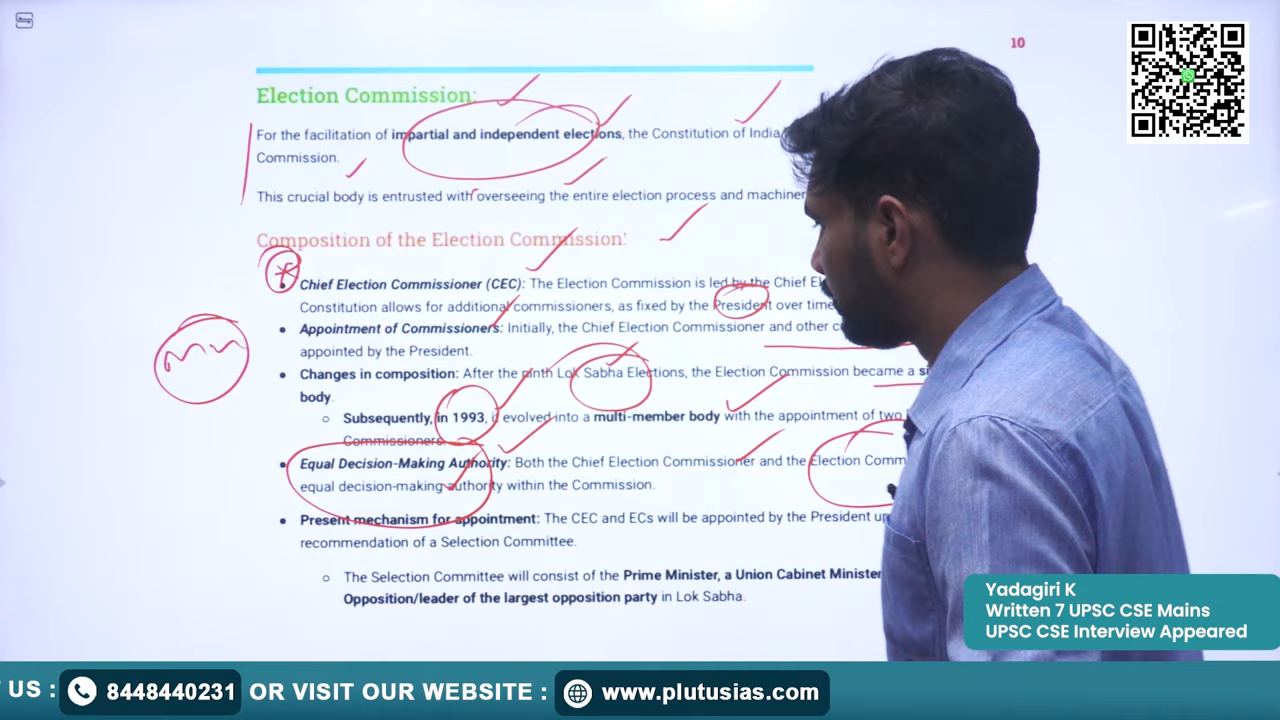 10
Election Commission:
For the facilitation of impartial and independent elections, the Constitution of India
Commission.
This crucial body is entrusted with overseeing the entire election process and machiner
Composition of the Election Commission:
* Chief Election Commissioner (CEC): The Election Commission is led by the Chief El
Constitution allows for additional commissioners, as fixed by the President over time
• Appointment of Commissioners: Initially, the Chief Election Commissioner and other c
appointed by the President.
• Changes in composition: After the ninth Lok Sabha Elections, the Election Commission became a si
body.
o Subsequently, in 1993, it evolved into a multi-member body with the appointment of two
Commissioners
• Equal Decision-Making Authority: Both the Chief Election Commissioner and the Election Comm
equal decision-making authority within the Commission.
• Present mechanism for appointment: The CEC and ECs will be appointed by the President up
recommendation of a Selection Committee.
o The Selection Committee will consist of the Prime Minister, a Union Cabinet Minister
Opposition/leader of the largest opposition party in Lok Sabha.
Yadagiri K
Written 7 UPSC CSE Mains
UPSC CSE Interview Appeared
T US : 8448440231 OR VISIT OUR WEBSITE : www.plutusias.com